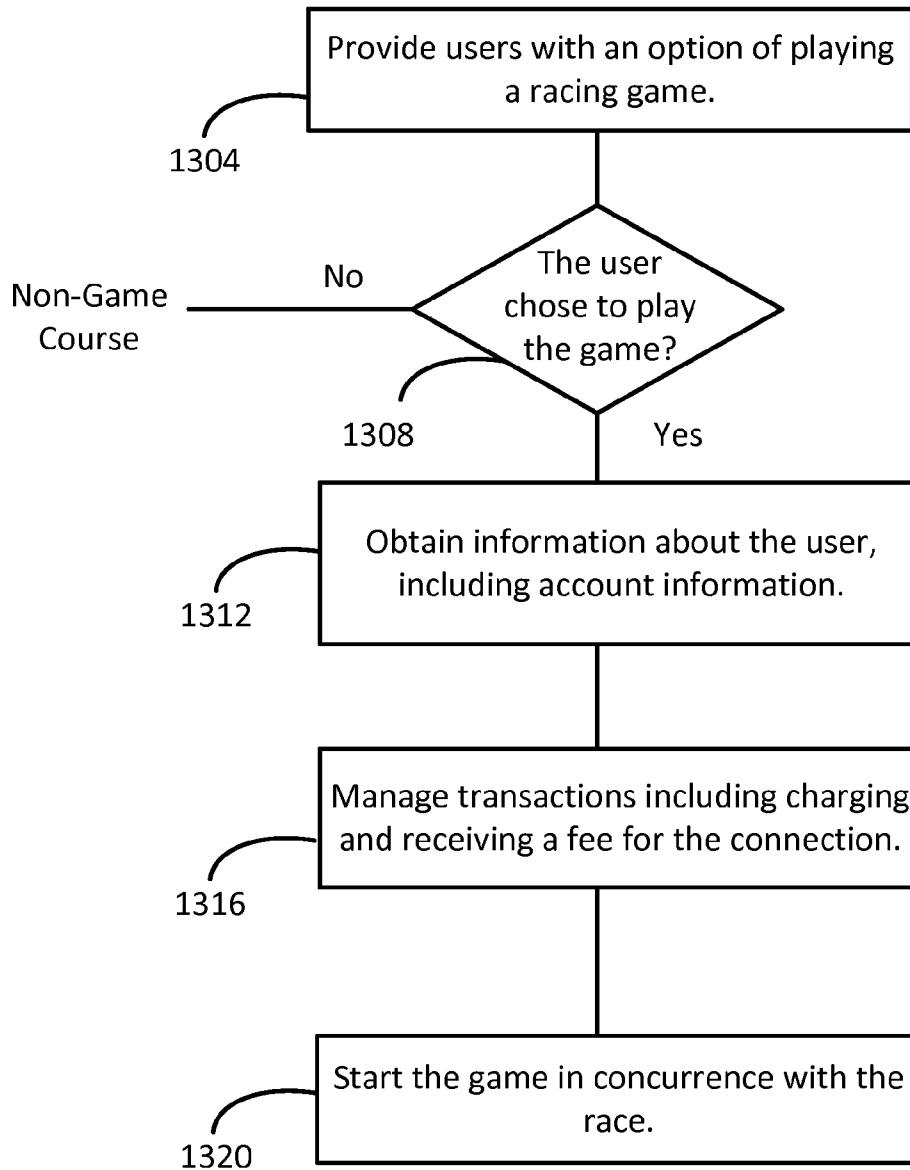 Provide users with an option of playing
a racing game.
1304
The user
chose to play
the game?
No
Non-Game
Course
1308
Yes
Obtain information about the user,
including account information.
1312
Manage transactions including charging
and receiving a fee for the connection.
1316
Start the game in concurrence with the
race.
1320